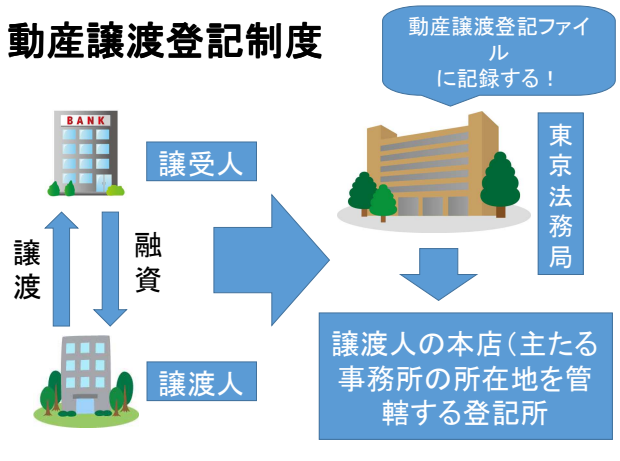 動産譲渡登記制度
動産譲渡登記ファイ
ル
に記録する！
BANK
譲受人
東京法務局
譲渡
融資
譲渡人
譲渡人の本店（主たる
事務所の所在地を管
轄する登記所